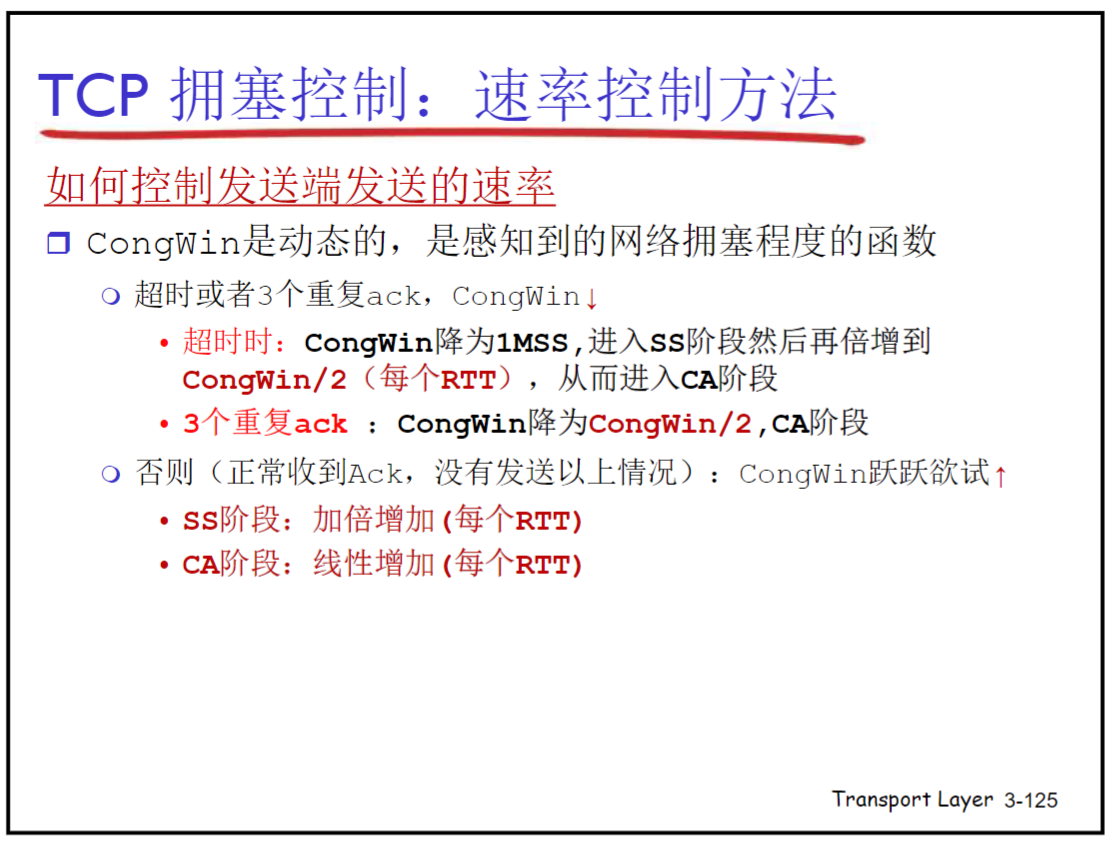 TCP 拥塞控制：速率控制方法
如何控制发送端发送的速率
CongWin是动态的，是感知到的网络拥塞程度的函数
超时或者3个重复ack，CongWin↓
超时时：CongWin降为1MSS,进入SS阶段然后再倍增到
CongWin/2（每个RTT），从而进入CA阶段
3个重复ack ：CongWin降为CongWin/2,CA阶段
否则（正常收到Ack，没有发送以上情况）：CongWin跃跃欲试↑
SS阶段：加倍增加(每个RTT)
CA阶段：线性增加(每个RTT)
Transport Layer 3-125